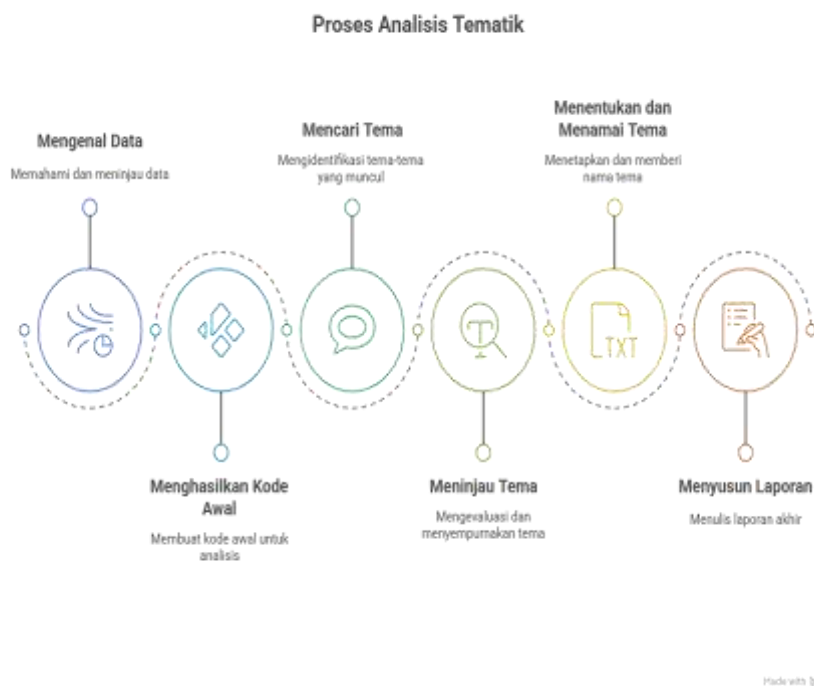 Proses Analisis Tematik
Mengenal Data
Memahami dan meninjau data
Menghasilkan Kode
Awal
Membuat kode awal untuk
analisis
Mencari Tema
Mengidentifikasi tema-tema
yang muncul
Meninjau Tema
Mengevaluasi dan
menyempurnakan tema
Menentukan dan
Menamai Tema
Menetapkan dan memberi
nama tema
TXT
Menyusun Laporan
Menulis laporan akhir
Made with